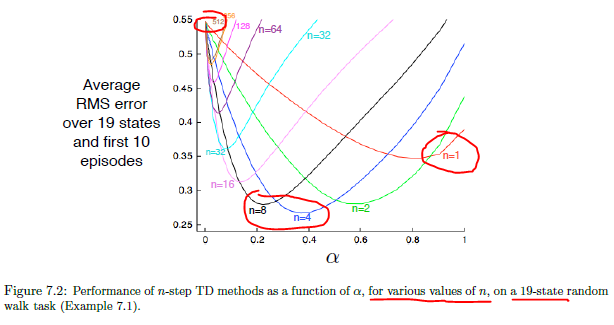 0.55
256
512
128
n=64
n=32
0.5
Average
RMS error
over 19 states
and first 10
episodes
0.45
0.4
0.35
n=32
n=1
0.3
n=16
n=8
n=4
n=2
0.25
0
0.2
0.4
0.6
0.8
1
α
Figure 7.2: Performance of n-step TD methods as a function of α, for various values of n, on a 19-state random
walk task (Example 7.1).